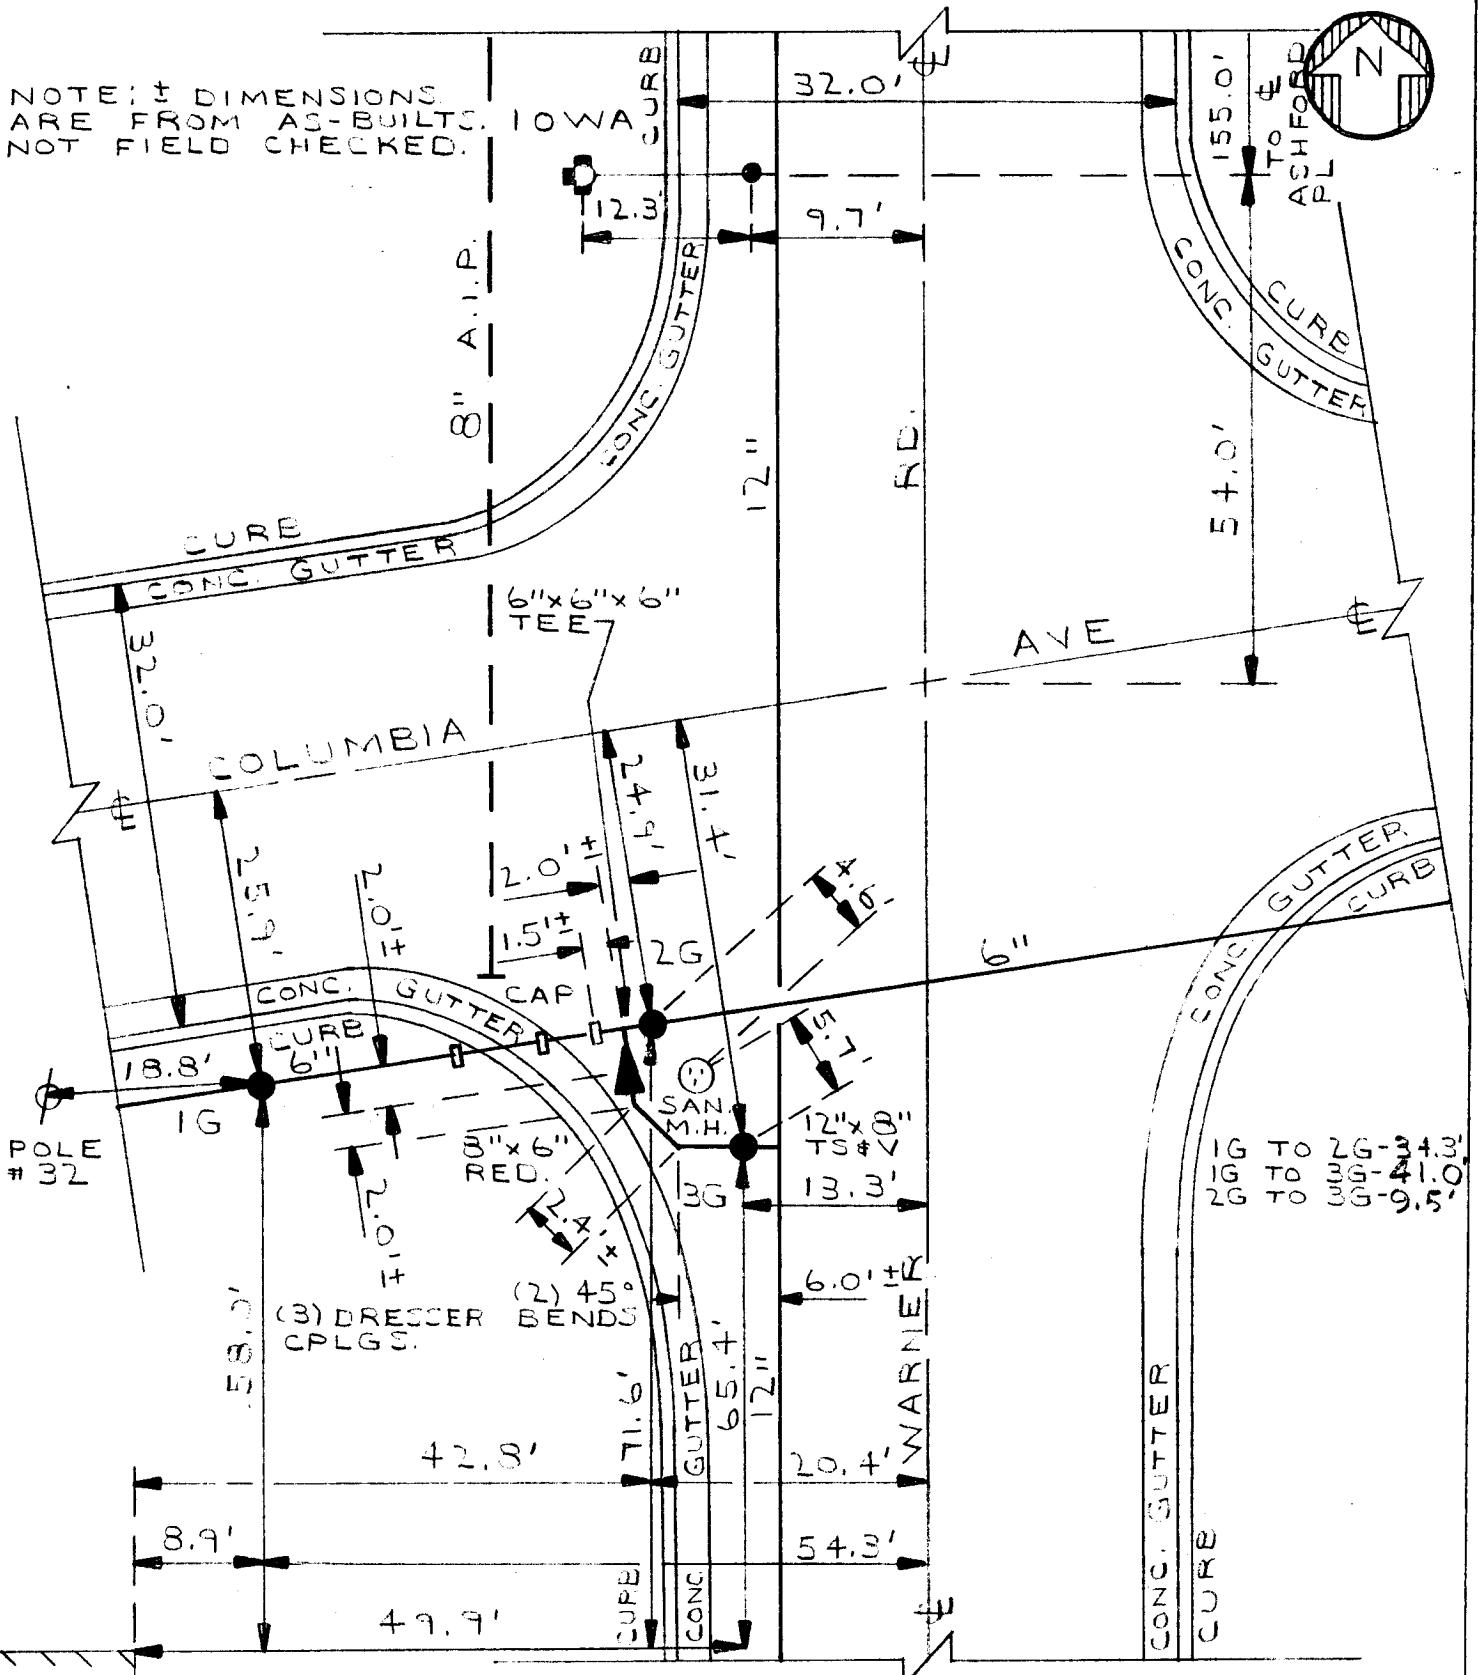 NOTE: ± DIMENSIONS
ARE FROM AS-BUILTS.
NOT FIELD CHECKED.
IOWA
CURB
32.0'
℄
155.0'
℄
TO
ASHFORD
PL
N
12.3'
9.7'
8" A.I.P.
CONC. GUTTER
CONC. GUTTER
CURB
12"
RD.
54.0'
CURB
CONC. GUTTER
6"x6"x6"
TEE
AVE
℄
32.0'
COLUMBIA
℄
24.9'
31.4'
25.9'
2.0'±
2.0'±
1.5'±
2G
6"
GUTTER
CURB
CONC.
CONC.
GUTTER
CAP
CURB
5.7'
18.8'
6"
1G
POLE
#32
SAN.
M.H.
8"x6"
RED.
12"x8"
TS&V
3G
13.3'
1G TO 2G-34.3'
1G TO 3G-41.0'
2G TO 3G-9.5'
2.0'±
2.4'±
(3) DRESSER
CPLGS.
(2) 45°
BENDS
6.0'±
58.0'
71.6'
GUTTER
65.4'
12"
WARNER
42.8'
20.4'
8.9'
54.3'
49.9'
CURB
CONC.
℄
CONC. GUTTER
CURB